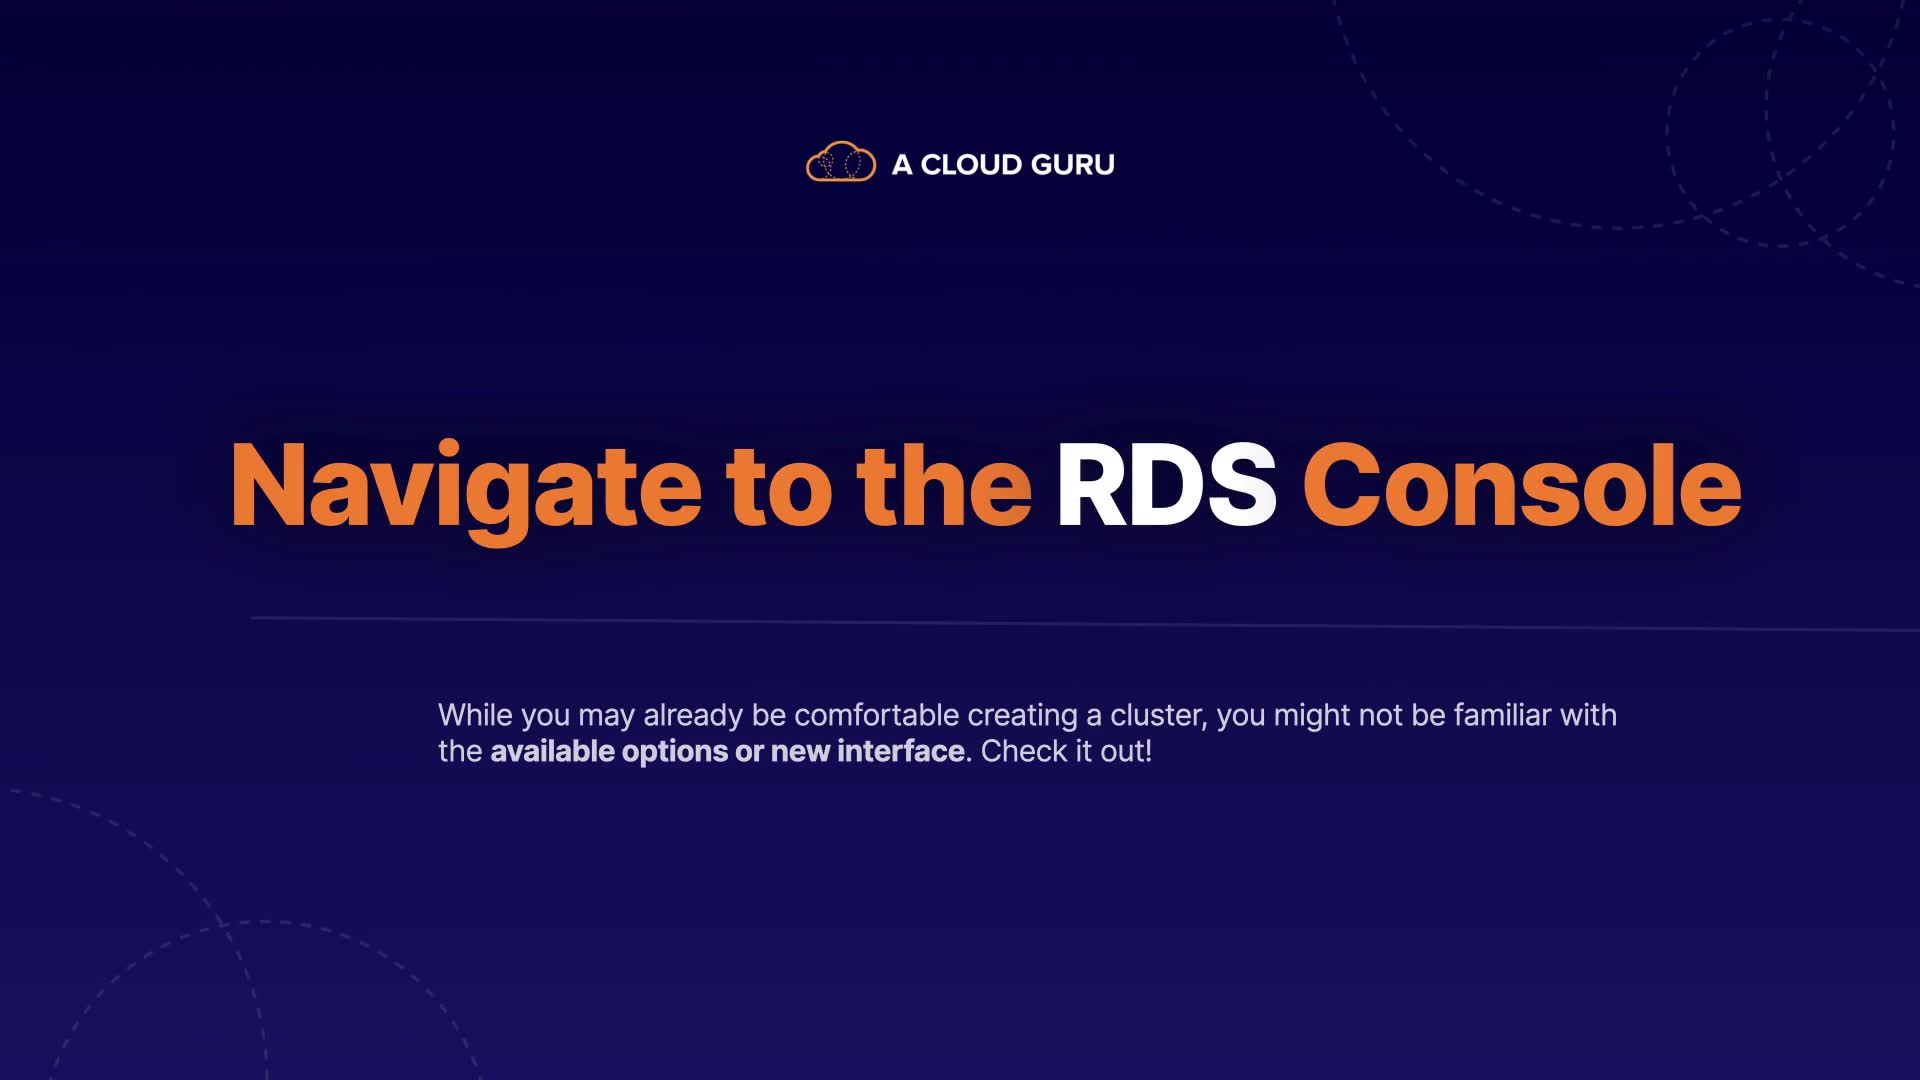 A CLOUD GURU
Navigate to the RDS Console
While you may already be comfortable creating a cluster, you might not be familiar with
the available options or new interface. Check it out!